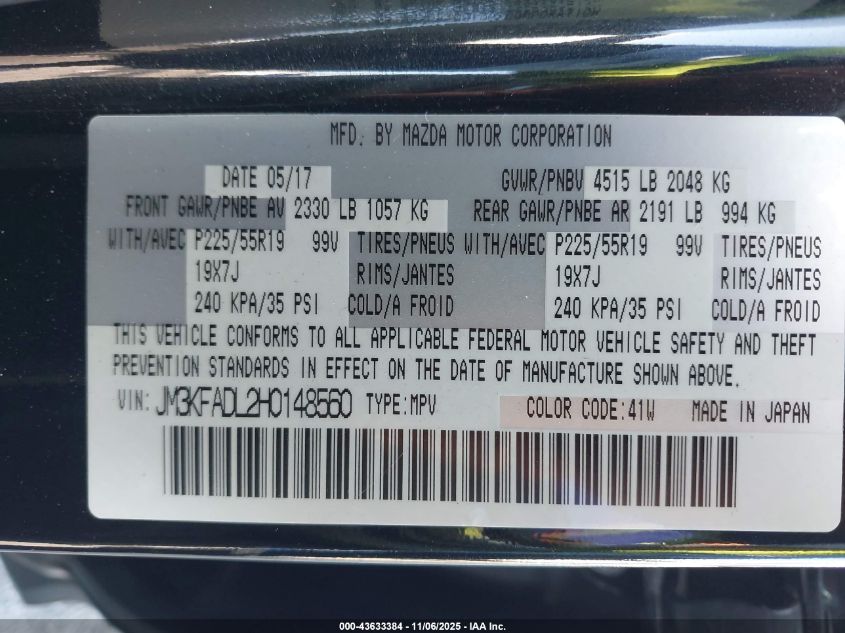 MFD. BY MAZDA MOTOR CORPORATION
DATE 05/17 GVWR/PNBV 4515 LB 2048 KG
FRONT GAWR/PNBE AV 2330 LB 1057 KG REAR GAWR/PNBE AR 2191 LB 994 KG
WITH/AVEC P225/55R19 99V TIRES/PNEUS WITH/AVEC P225/55R19 99V TIRES/PNEUS
19X7J RIMS/JANTES 19X7J RIMS/JANTES
240 KPA/35 PSI COLD/A FROID 240 KPA/35 PSI COLD/A FROID
THIS VEHICLE CONFORMS TO ALL APPLICABLE FEDERAL MOTOR VEHICLE SAFETY AND THEFT
PREVENTION STANDARDS IN EFFECT ON THE DATE OF MANUFACTURE SHOWN ABOVE.
VIN: JM3KFADL2H0148560 TYPE:MPV COLOR CODE:41W MADE IN JAPAN
000-43633384 - 11/06/2025 - IAA Inc.